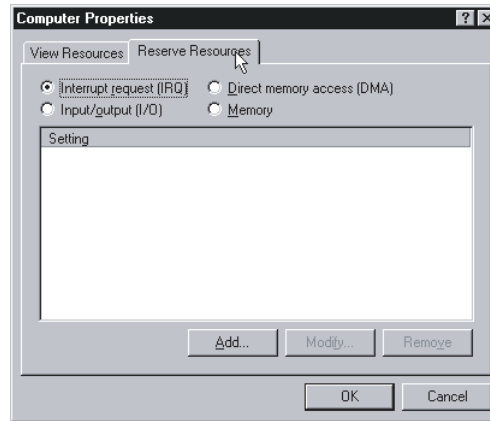 Computer Properties
View Resources Reserve Resources
Interrupt request (IRQ) Direct memory access (DMA)
Input/output (I/O) Memory
Setting
Add... Modify... Remove
OK Cancel